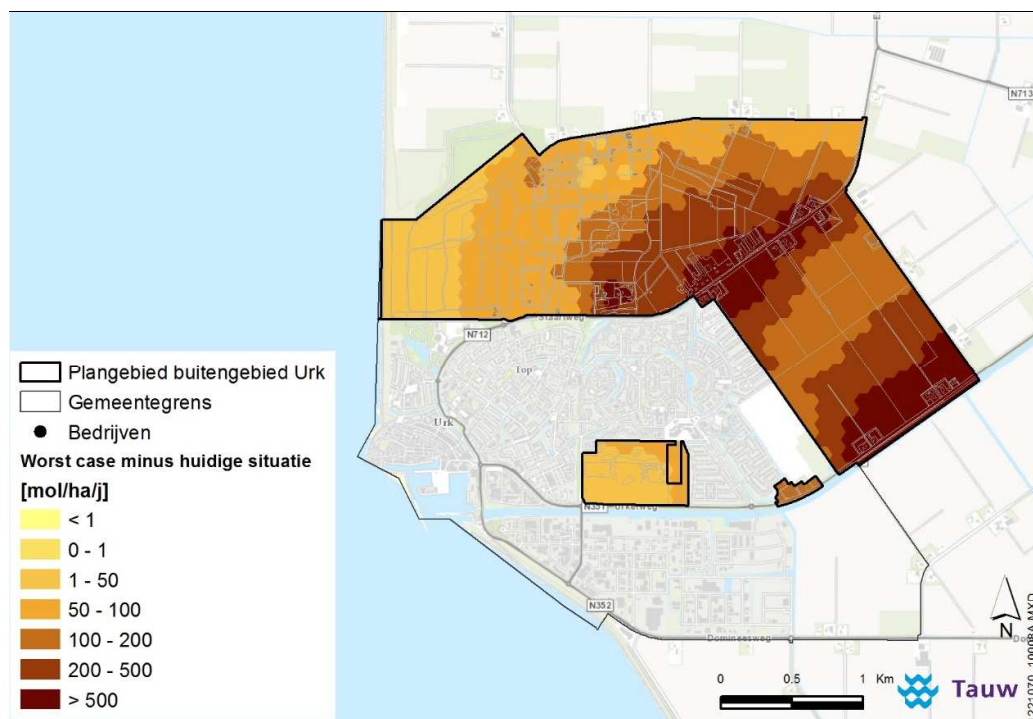 N713
Staartweg
N712
Top
Urk
N351
Urkerweg
N352
Domineesweg
Plangebied buitengebied Urk
Gemeentegrens
Bedrijven
Worst case minus huidige situatie
[mol/ha/j]
< 1
0 - 1
1 - 50
50 - 100
100 - 200
200 - 500
> 500
N
0 0.5 1 Km
Tauw